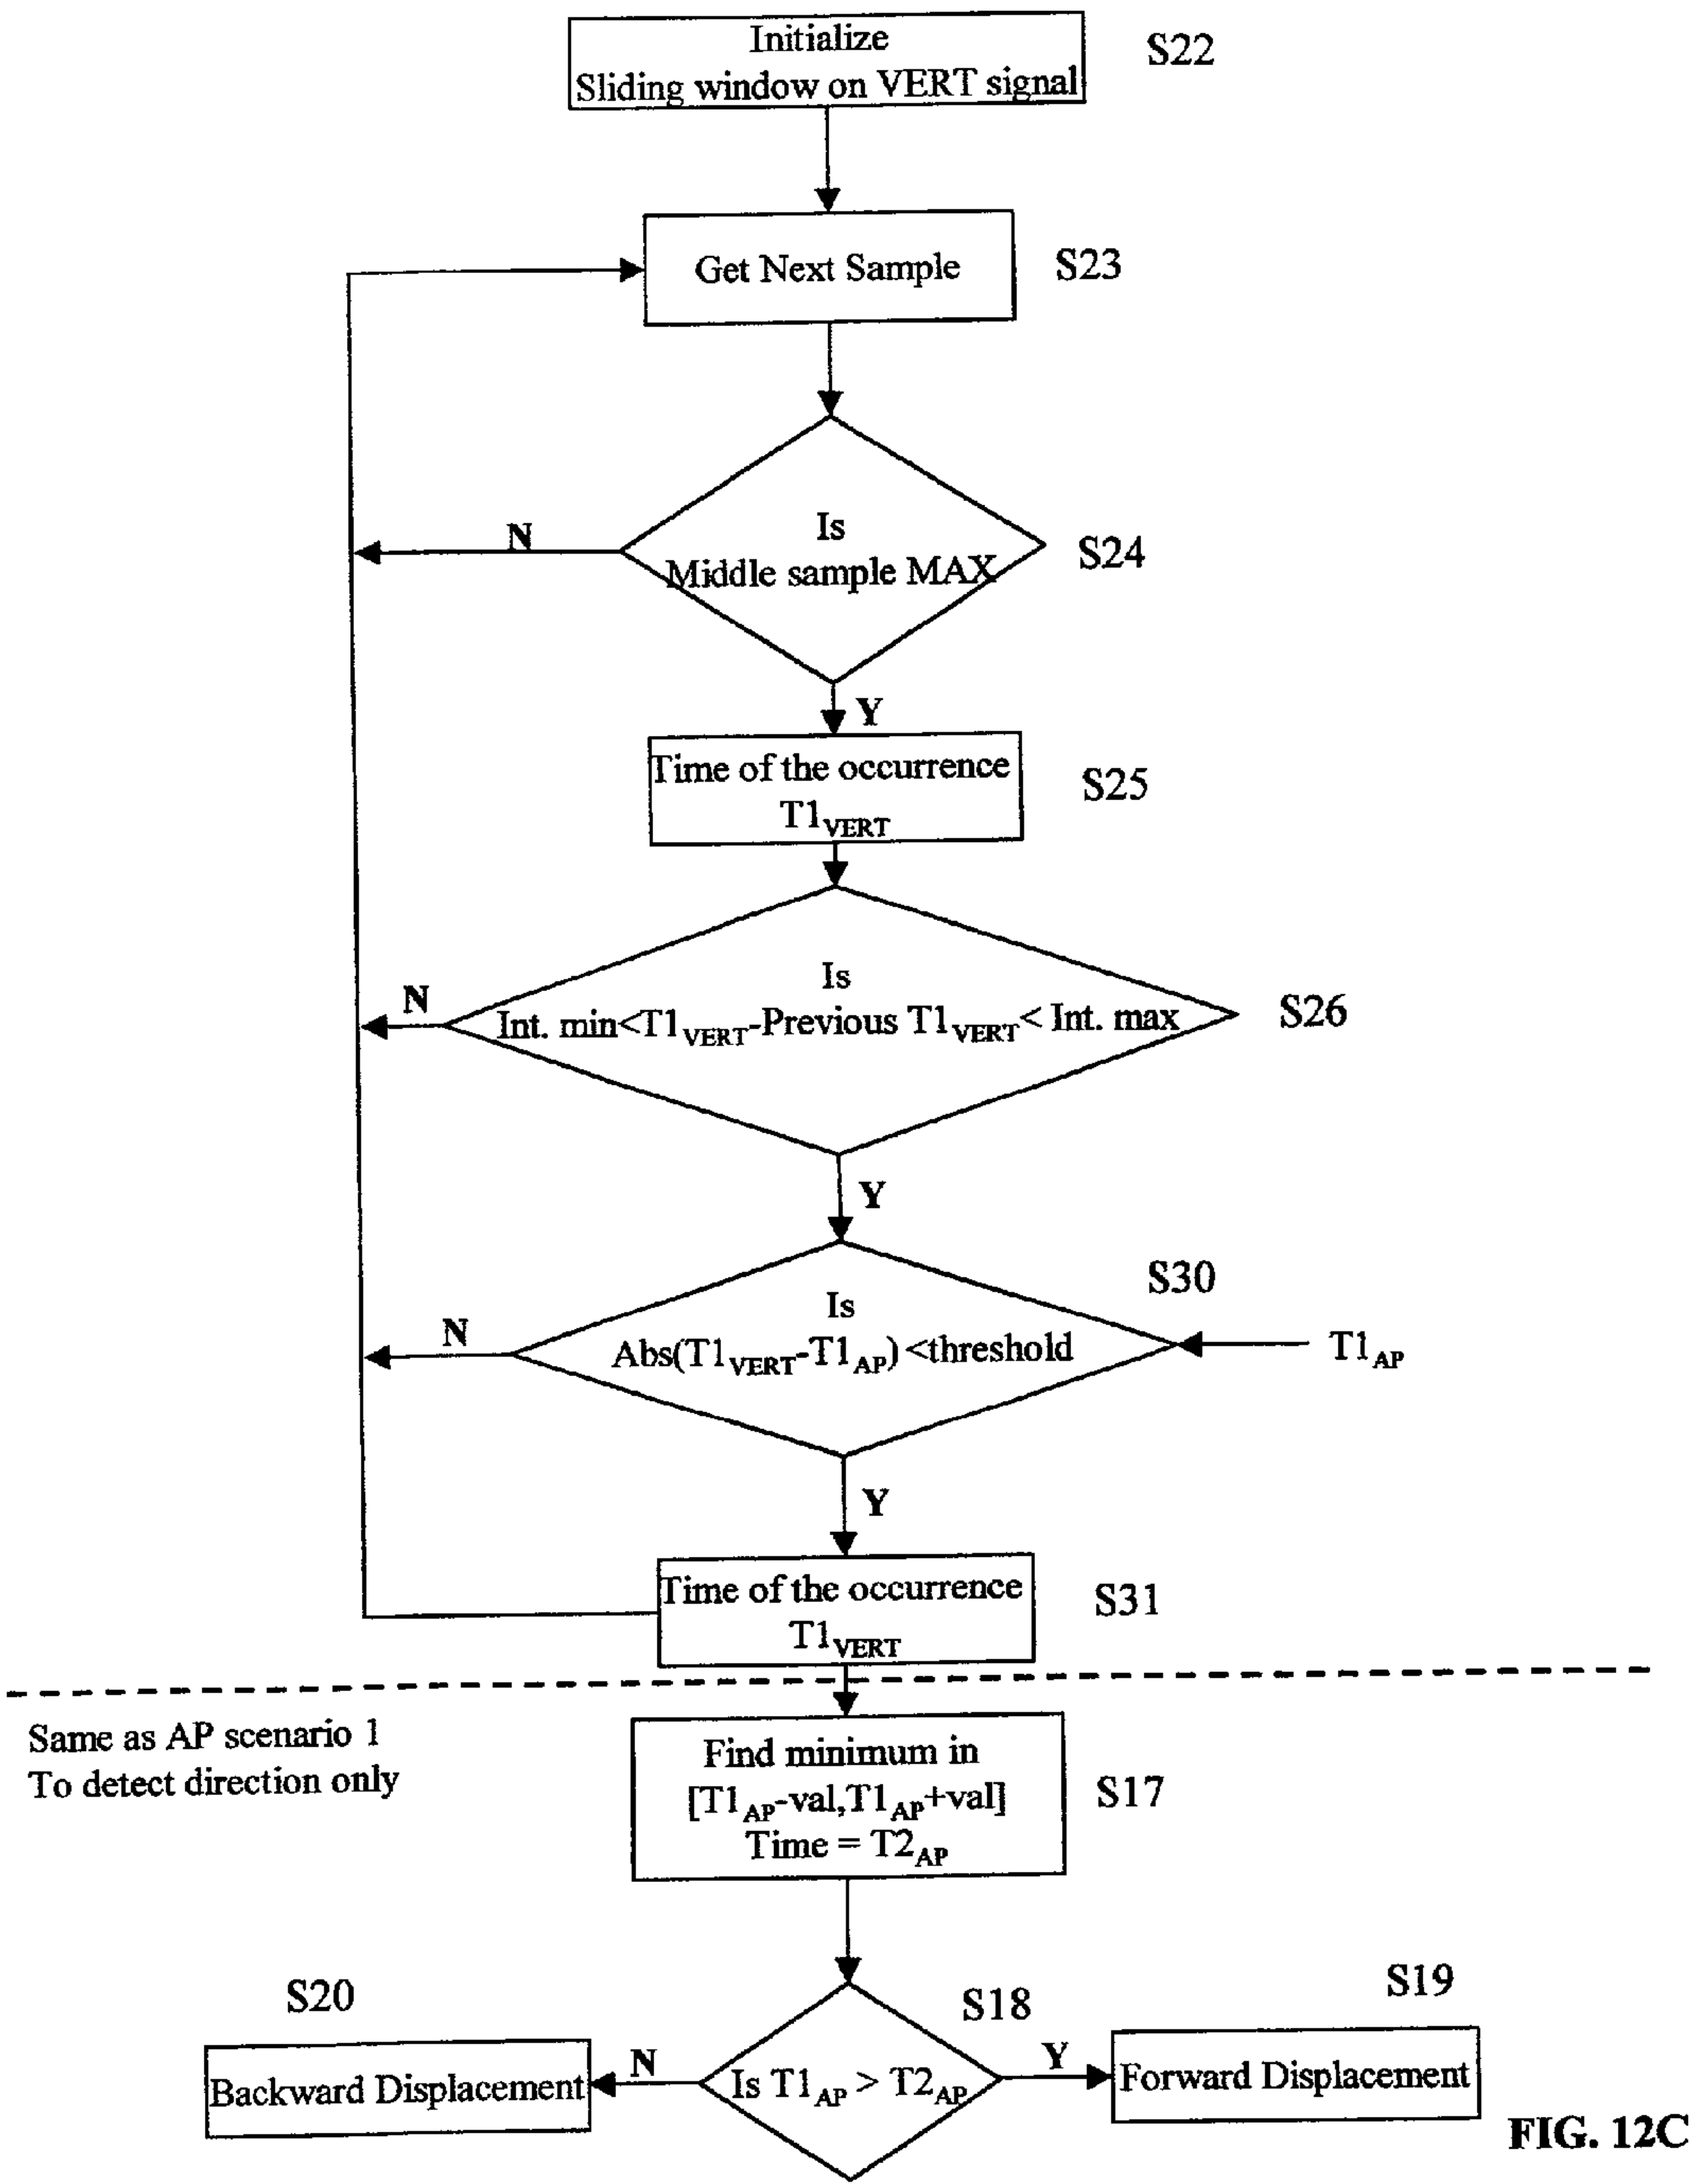 Initialize
Sliding window on VERT signal
S22
Get Next Sample
S23
Is
Middle sample MAX
N
S24
Y
Time of the occurrence
T1VERT
S25
Is
Int. min<T1VERT-Previous T1VERT< Int. max
N
S26
Y
S30
Is
Abs(T1VERT-T1AP)<threshold
N
T1AP
Y
Time of the occurrence
T1VERT
S31
Same as AP scenario 1
To detect direction only
Find minimum in
[T1AP-val,T1AP+val]
Time = T2AP
S17
S20
S18
S19
Backward Displacement
N
Is T1AP > T2AP
Y
Forward Displacement
FIG. 12C